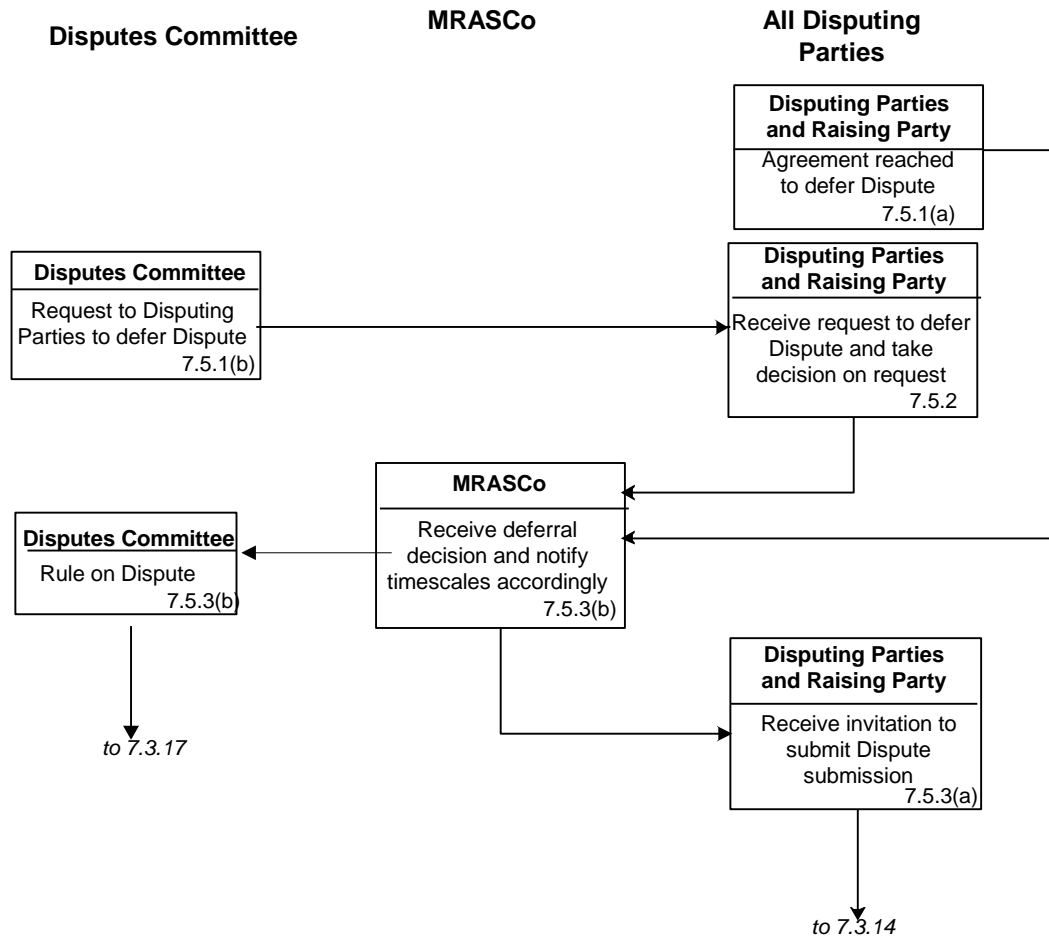 Disputes Committee
MRASCo
All Disputing
Parties
Disputing Parties
and Raising Party
Agreement reached
to defer Dispute
7.5.1(a)
Disputes Committee
Request to Disputing
Parties to defer Dispute
7.5.1(b)
Disputing Parties
and Raising Party
Receive request to defer
Dispute and take
decision on request
7.5.2
MRASCo
Receive deferral
decision and notify
timescales accordingly
7.5.3(b)
Disputes Committee
Rule on Dispute
7.5.3(b)
to 7.3.17
Disputing Parties
and Raising Party
Receive invitation to
submit Dispute
submission
7.5.3(a)
to 7.3.14